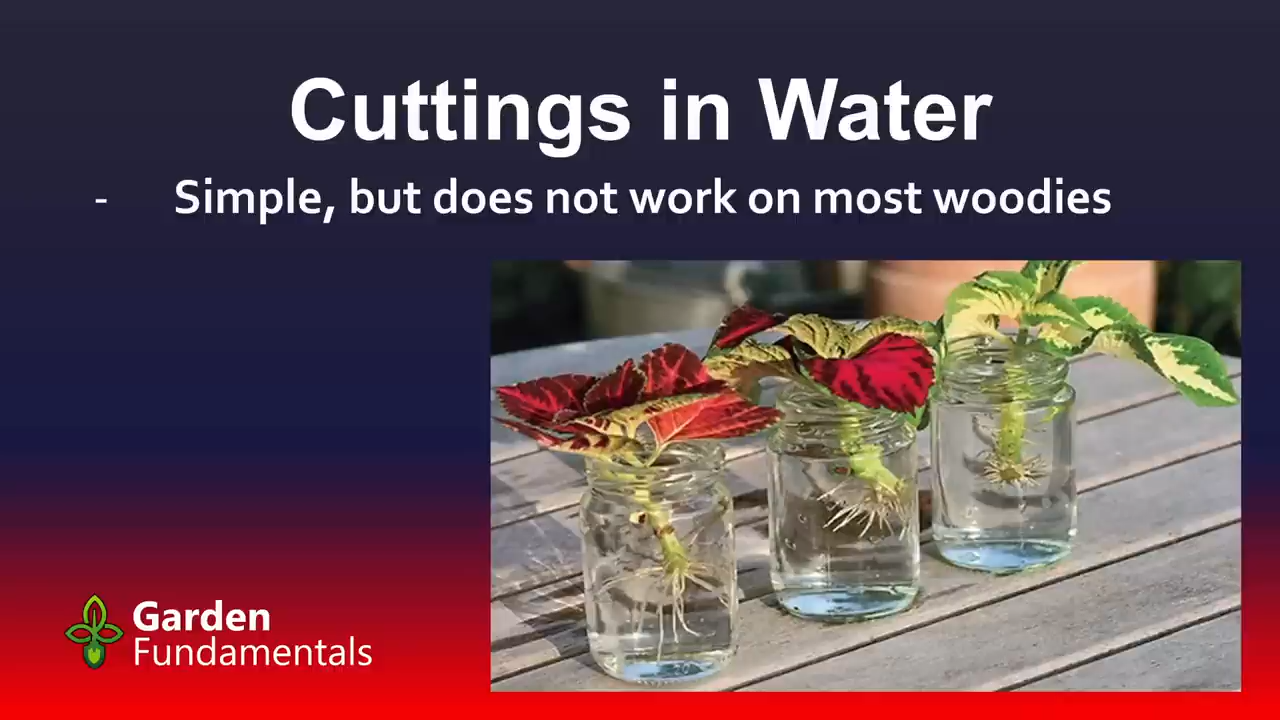 Cuttings in Water
- Simple, but does not work on most woodies
Garden
Fundamentals